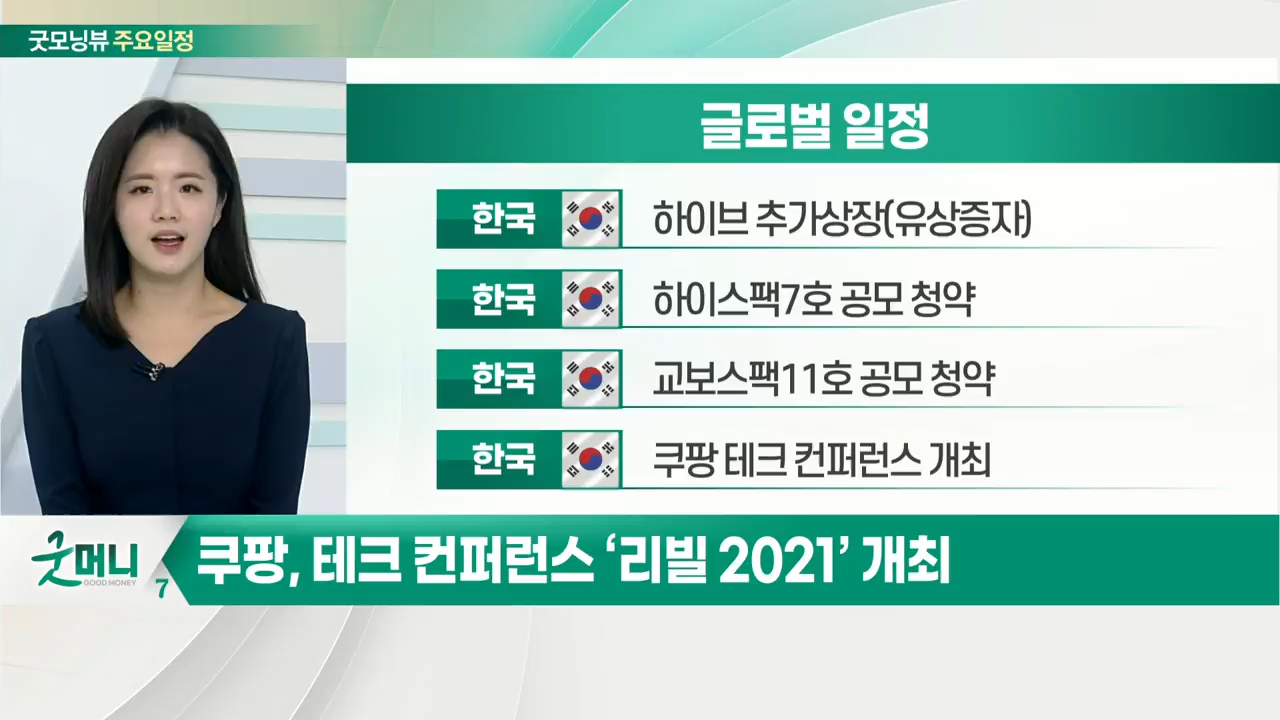 굿모닝뷰 주요일정
글로벌 일정
한국 하이브 추가상장(유상증자)
한국 하이스팩7호 공모 청약
한국 교보스팩11호 공모 청약
한국 쿠팡 테크 컨퍼런스 개최
굿머니
GOOD MONEY
7
쿠팡, 테크 컨퍼런스 ‘리빌 2021’ 개최